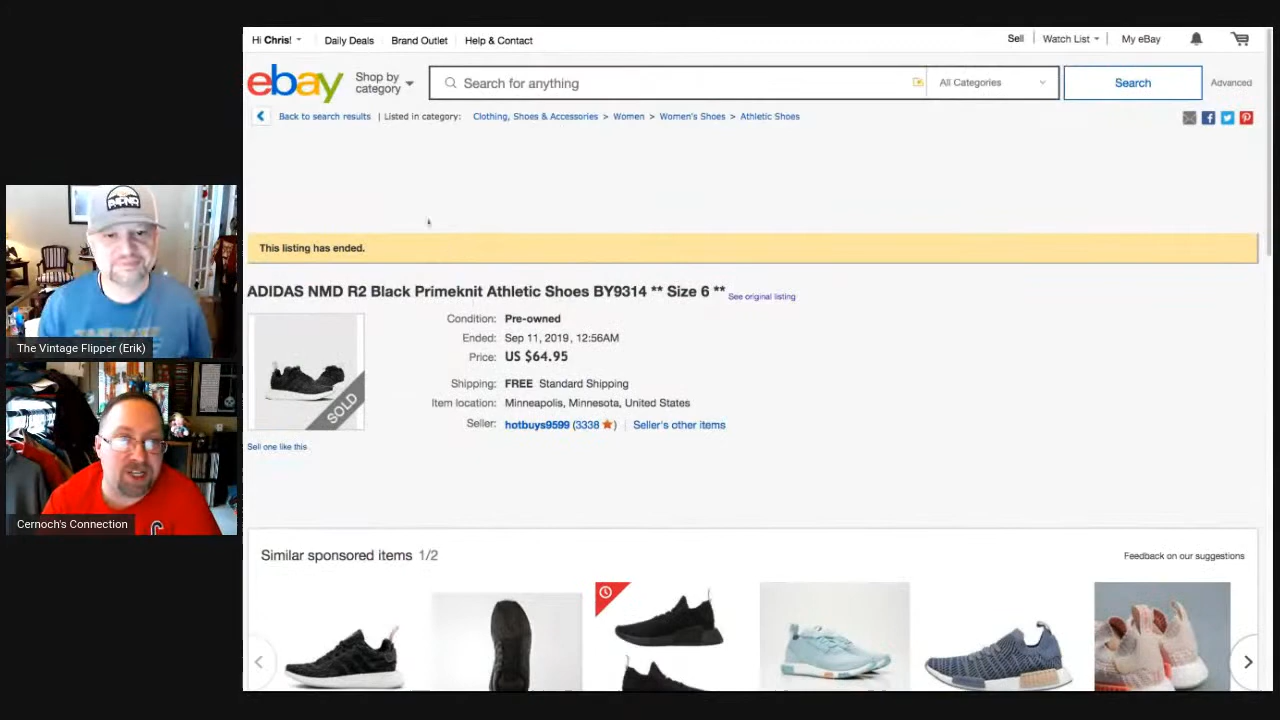 Hi Chris! Daily Deals Brand Outlet Help & Contact Sell Watch List My eBay
ebay Shop by category Search for anything All Categories Search Advanced
Back to search results | Listed in category: Clothing, Shoes & Accessories > Women > Women's Shoes > Athletic Shoes
This listing has ended.
ADIDAS NMD R2 Black Primeknit Athletic Shoes BY9314 ** Size 6 ** See original listing
Condition: Pre-owned
Ended: Sep 11, 2019, 12:56AM
Price: US $64.95
Shipping: FREE Standard Shipping
Item location: Minneapolis, Minnesota, United States
Seller: hotbuys9599 (3338 ) | Seller's other items
SOLD
Sell one like this
Similar sponsored items 1/2
Feedback on our suggestions
The Vintage Flipper (Erik)
Cernoch's Connection